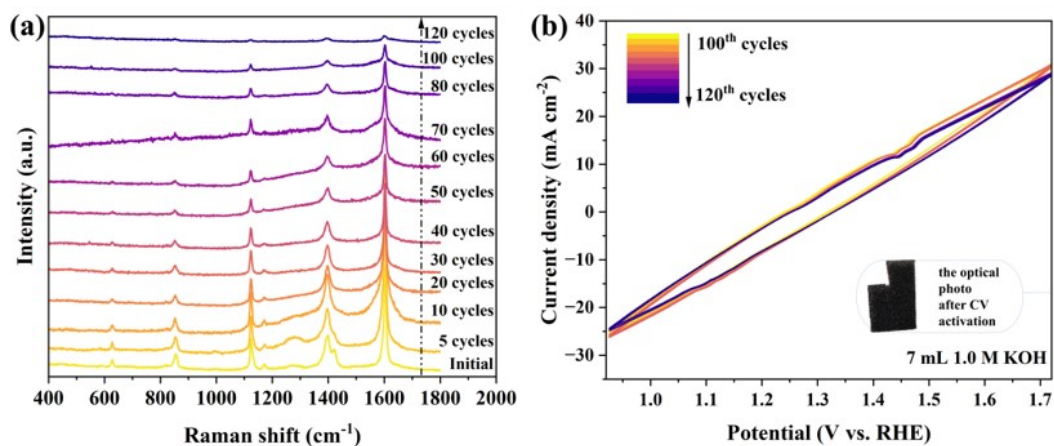 (a)
Intensity (a.u.)
120 cycles
100 cycles
80 cycles
70 cycles
60 cycles
50 cycles
40 cycles
30 cycles
20 cycles
10 cycles
5 cycles
Initial
400 600 800 1000 1200 1400 1600 1800 2000
Raman shift (cm⁻¹)
(b)
Current density (mA cm⁻²)
40
30
20
10
0
−10
−20
−30
100ᵗʰ cycles
120ᵗʰ cycles
the optical
photo
after CV
activation
7 mL 1.0 M KOH
1.0 1.1 1.2 1.3 1.4 1.5 1.6 1.7
Potential (V vs. RHE)